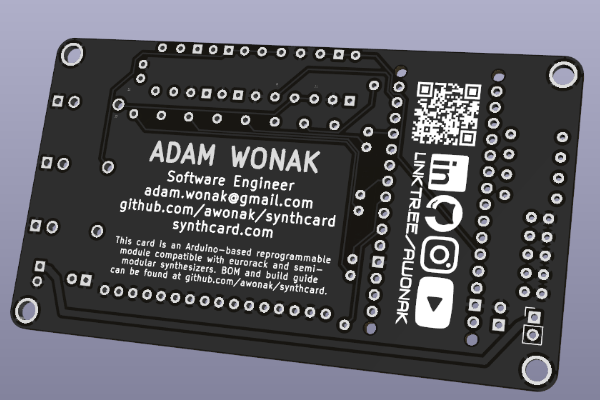 ADAM WONAK
Software Engineer
adam.wonak@gmail.com
github.com/awonak/synthcard
synthcard.com
This card is an Arduino-based reprogrammable
module compatible with eurorack and semi-
modular synthesizers. BOM and build guide
can be found at github.com/awonak/synthcard.
LINKTREE/AWONAK
in